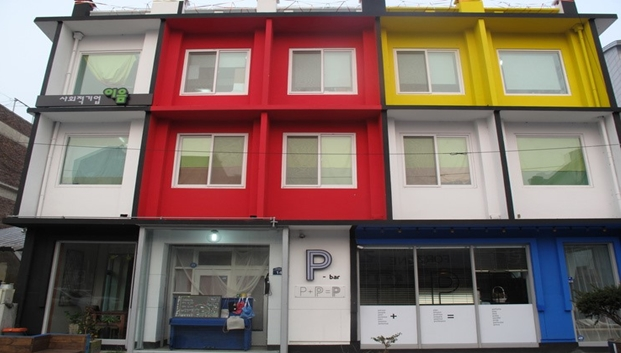 사회적기업 이음
P
- bar
P + P = P
+ =